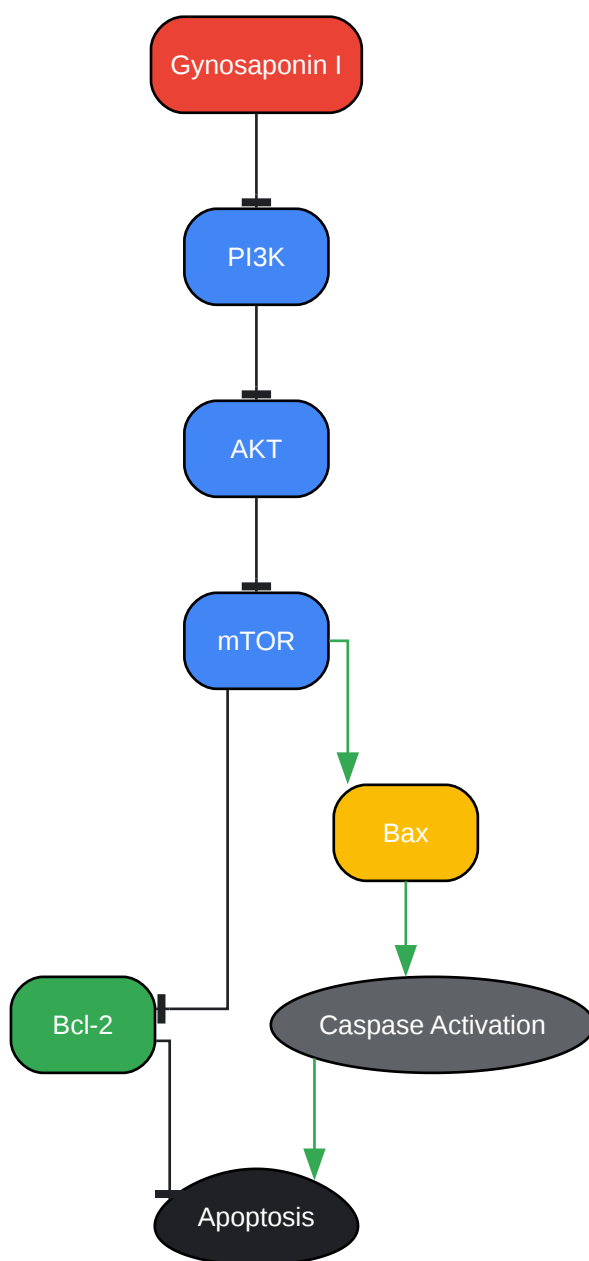 Gynosaponin I
PI3K
AKT
mTOR
Bax
Bcl-2
Caspase Activation
Apoptosis